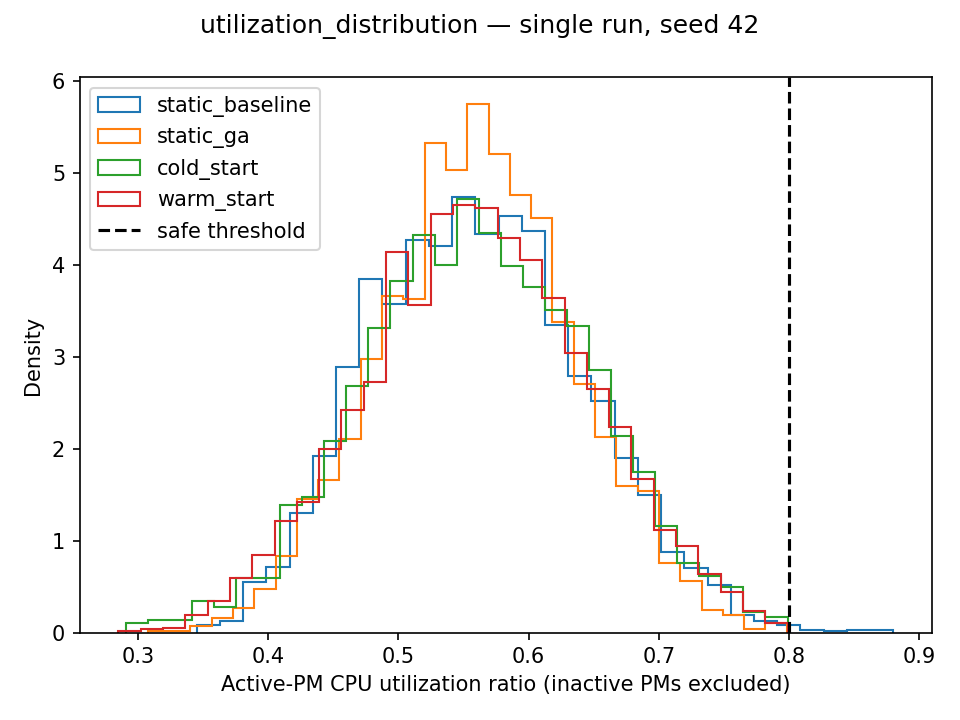 utilization_distribution — single run, seed 42
static_baseline
static_ga
cold_start
warm_start
safe threshold
6
5
4
3
2
1
0
Density
0.3 0.4 0.5 0.6 0.7 0.8 0.9
Active-PM CPU utilization ratio (inactive PMs excluded)